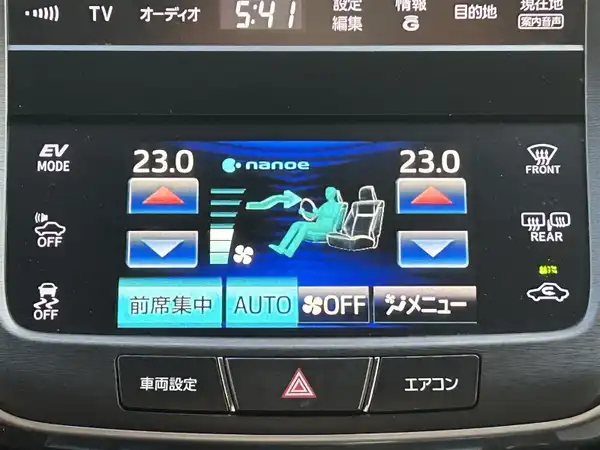 TV オーディオ 5:41 設定編集 情報G 目的地 現在地
案内音声
EV MODE
23.0 nanoe 23.0
FRONT
OFF
REAR
OFF
前席集中 AUTO OFF メニュー
車両設定 エアコン